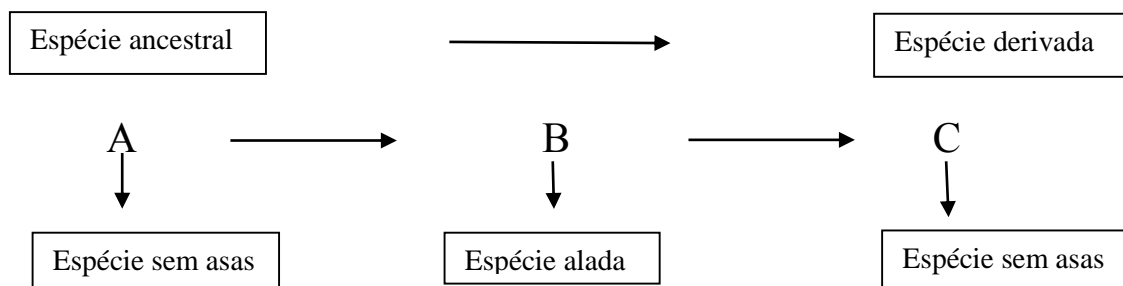 Espécie ancestral
Espécie derivada
A
B
C
Espécie sem asas
Espécie alada
Espécie sem asas